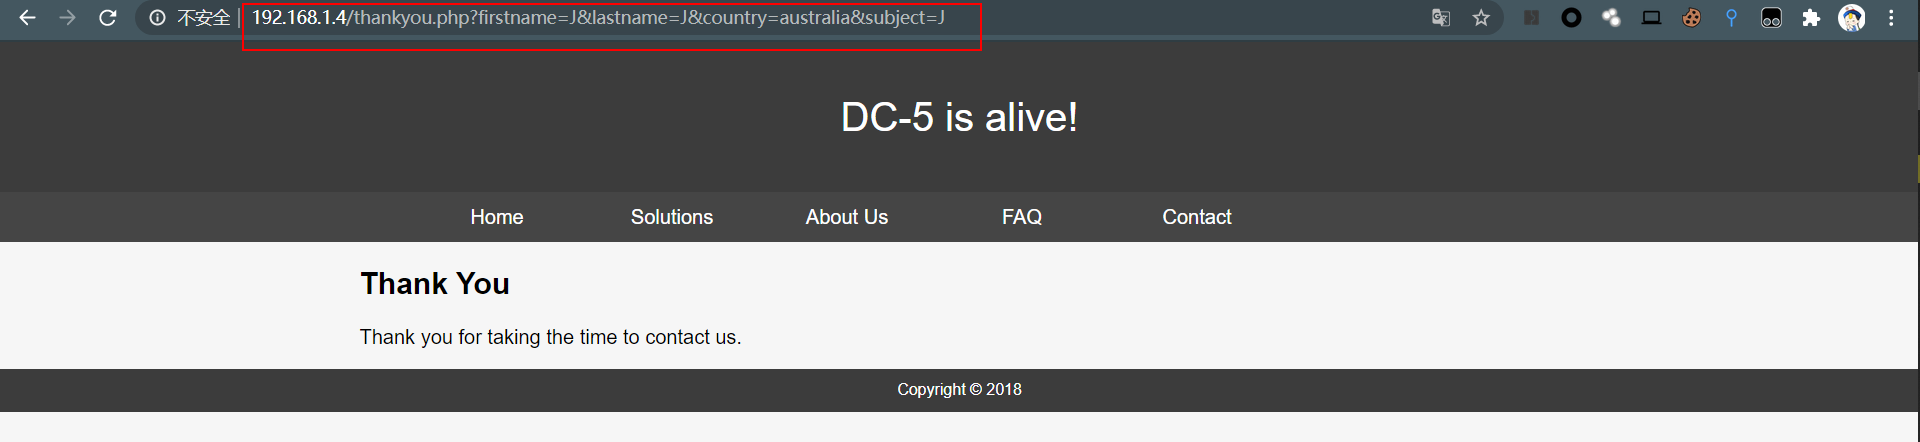 不安全 | 192.168.1.4/thankyou.php?firstname=J&lastname=J&country=australia&subject=J
DC-5 is alive!
Home Solutions About Us FAQ Contact
Thank You
Thank you for taking the time to contact us.
Copyright © 2018